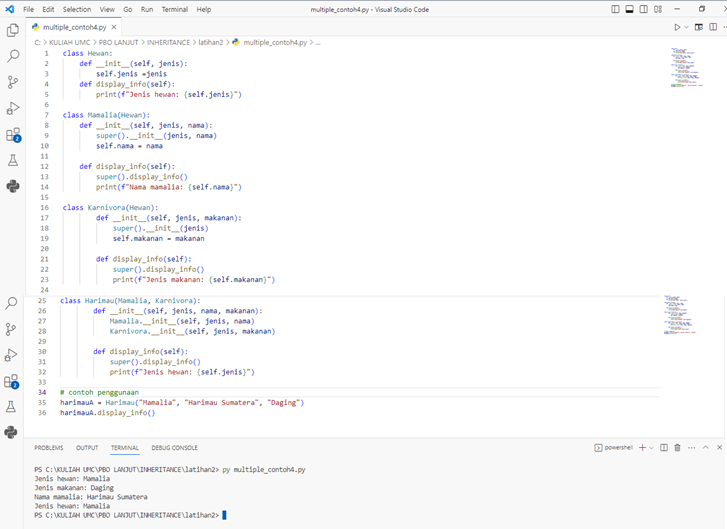 File Edit Selection View Go Run Terminal Help multiple_contoh4.py - Visual Studio Code
multiple_contoh4.py ×
C: > KULIAH UMC > PBO LANJUT > INHERITANCE > latihan2 > multiple_contoh4.py > ...
1 class Hewan:
2 def __init__(self, jenis):
3 self.jenis =jenis
4 def display_info(self):
5 print(f"Jenis hewan: {self.jenis}")
6
7 class Mamalia(Hewan):
8 def __init__(self, jenis, nama):
9 super().__init__(jenis, nama)
10 self.nama = nama
11
12 def display_info(self):
13 super().display_info()
14 print(f"Nama mamalia: {self.nama}")
15
16 class Karnivora(Hewan):
17 def __init__(self, jenis, makanan):
18 super().__init__(jenis)
19 self.makanan = makanan
20
21 def display_info(self):
22 super().display_info()
23 print(f"Jenis makanan: {self.makanan}")
24
25 class Harimau(Mamalia, Karnivora):
26 def __init__(self, jenis, nama, makanan):
27 Mamalia.__init__(self, jenis, nama)
28 Karnivora.__init__(self, jenis, makanan)
29
30 def display_info(self):
31 super().display_info()
32 print(f"Jenis hewan: {self.jenis}")
33
34 # contoh penggunaan
35 harimauA = Harimau("Mamalia", "Harimau Sumatera", "Daging")
36 harimauA.display_info()
2
2
PROBLEMS OUTPUT TERMINAL DEBUG CONSOLE powershell
PS C:\KULIAH UMC\PBO LANJUT\INHERITANCE\latihan2> py multiple_contoh4.py
Jenis hewan: Mamalia
Jenis makanan: Daging
Nama mamalia: Harimau Sumatera
Jenis hewan: Mamalia
PS C:\KULIAH UMC\PBO LANJUT\INHERITANCE\latihan2>